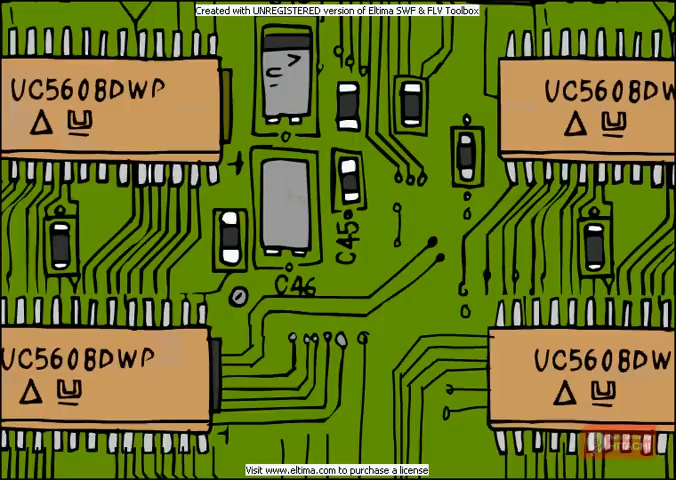 Created with UNREGISTERED version of Eltima SWF & FLV Toolbox
UC5608DWP
UC5608DW
C45
C46
UC5608DWP
UC5608DW
HITACHI
Visit www.eltima.com to purchase a license